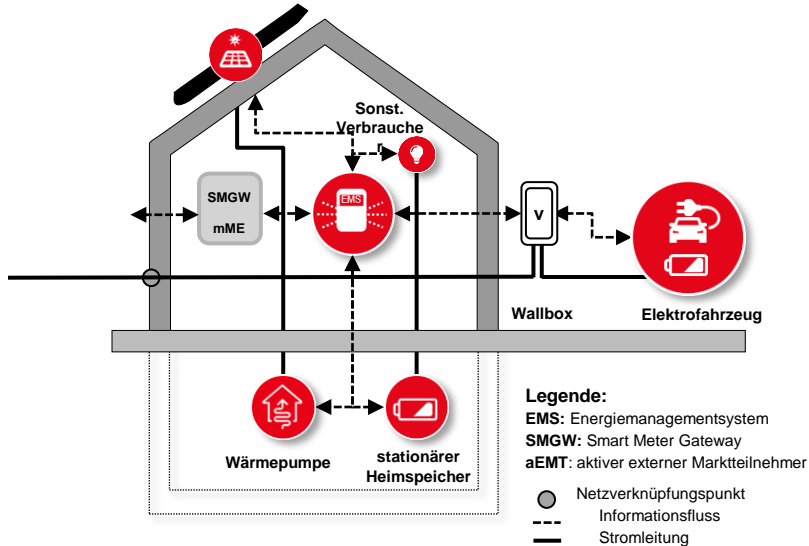 Sonst.
Verbrauche
r
SMGW
mME
EMS
V
Wallbox
Elektrofahrzeug
Wärmepumpe
stationärer
Heimspeicher
Legende:
EMS: Energiemanagementsystem
SMGW: Smart Meter Gateway
aEMT: aktiver externer Marktteilnehmer
Netzverknüpfungspunkt
Informationsfluss
Stromleitung